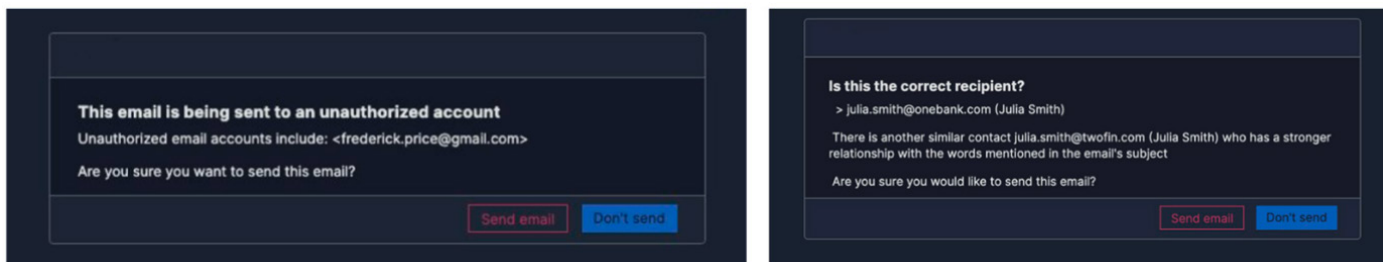 This email is being sent to an unauthorized account
Unauthorized email accounts include: <frederick.price@gmail.com>
Are you sure you want to send this email?
Send email
Don't send
Is this the correct recipient?
> julia.smith@onebank.com (Julia Smith)
There is another similar contact julia.smith@twofin.com (Julia Smith) who has a stronger
relationship with the words mentioned in the email's subject
Are you sure you would like to send this email?
Send email
Don't send